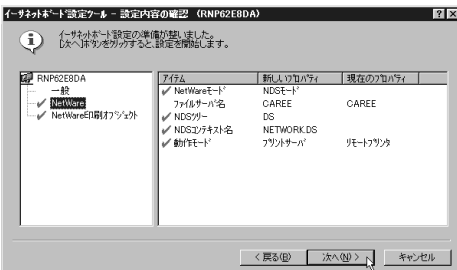 イーサネットボード設定ツール - 設定内容の確認 (RNP62E8DA)
イーサネットボード設定の準備が整いました。
[次へ]ボタンをクリックすると、設定を開始します。
RNP62E8DA
一般
NetWare
NetWare印刷オブジェクト
アイテム 新しいプロパティ 現在のプロパティ
NetWareモード NDSモード
ファイルサーバ名 CAREE CAREE
NDSツリー DS
NDSコンテキスト名 NETWORK.DS
動作モード プリントサーバ リモートプリンタ
< 戻る(B) 次へ(N) > キャンセル